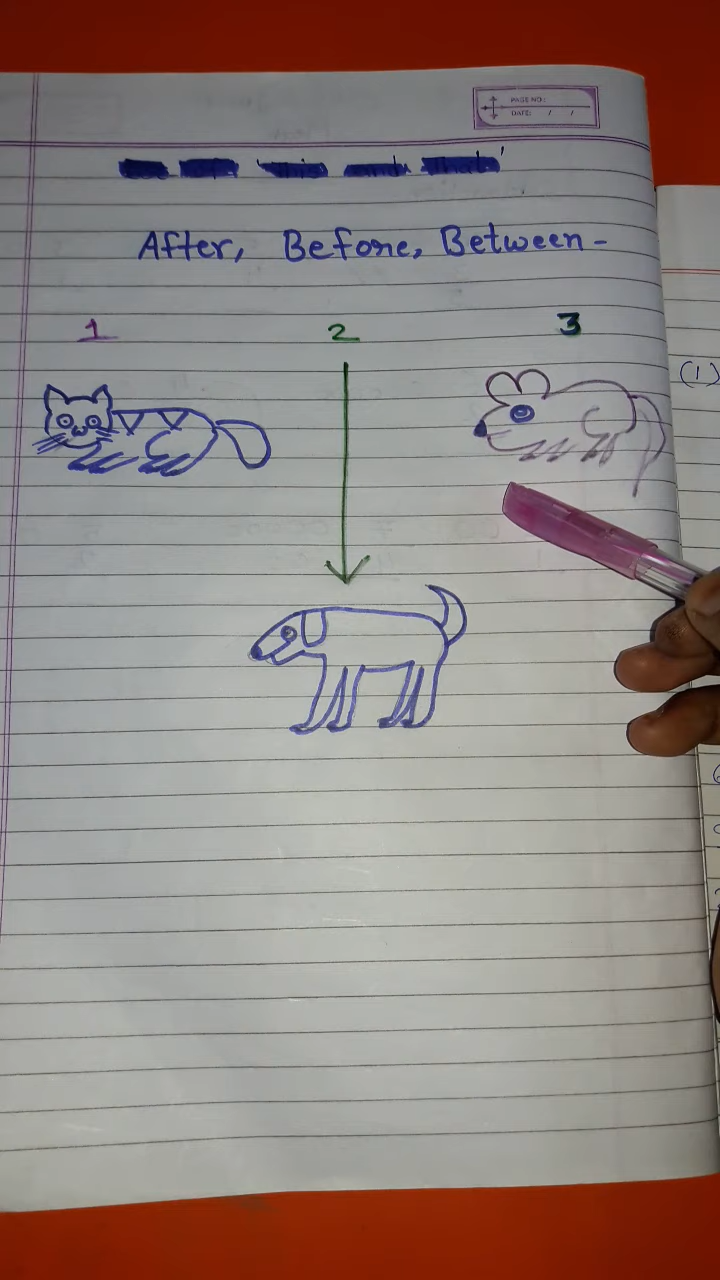 PAGE NO:
DATE: / /
After, Before, Between-
1 2 3
(1)